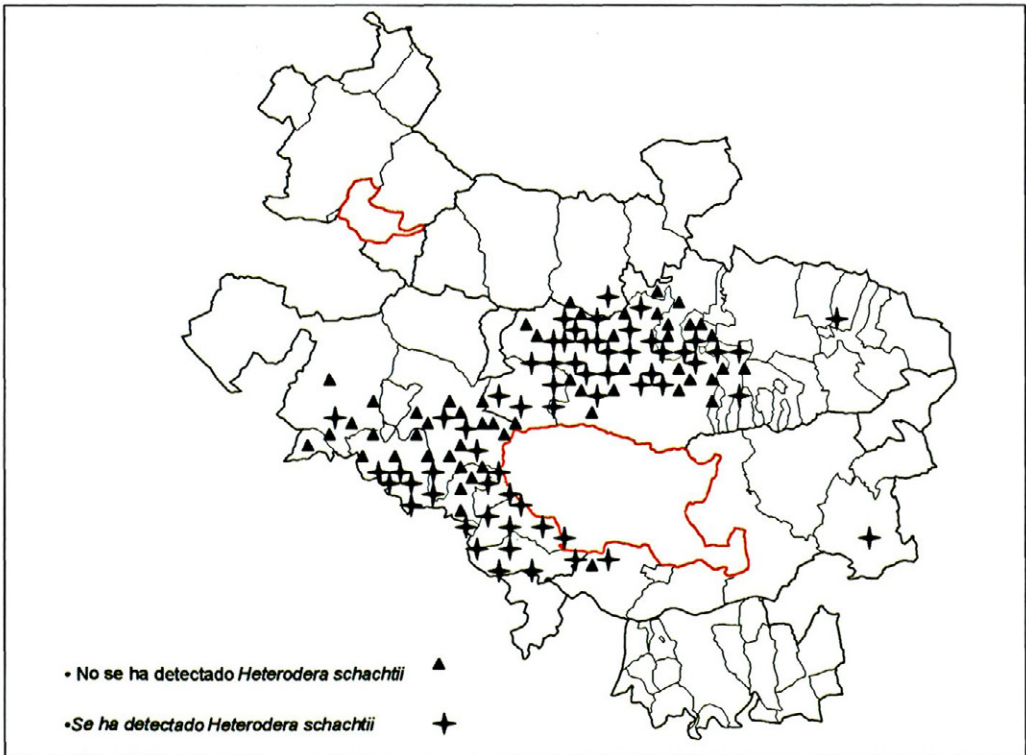 • No se ha detectado Heterodera schachtii
•Se ha detectado Heterodera schachtii